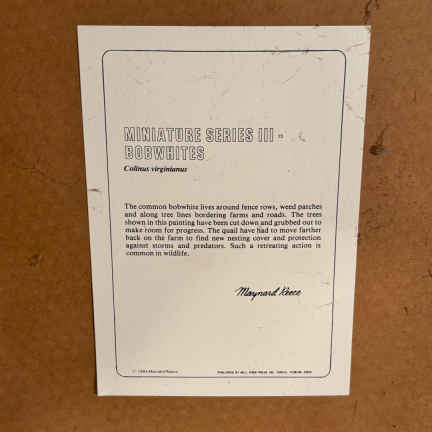 MINIATURE SERIES III
BOBWHITES
Colinus virginianus
The common bobwhite lives around fence rows, weed patches
and along tree lines bordering farms and roads. The trees
shown in this painting have been cut down and grubbed out to
make room for progress. The quail have had to move farther
back on the farm to find new nesting cover and protection
against storms and predators. Such a retreating action is
common in wildlife.
Maynard Reece
Maynard Reece